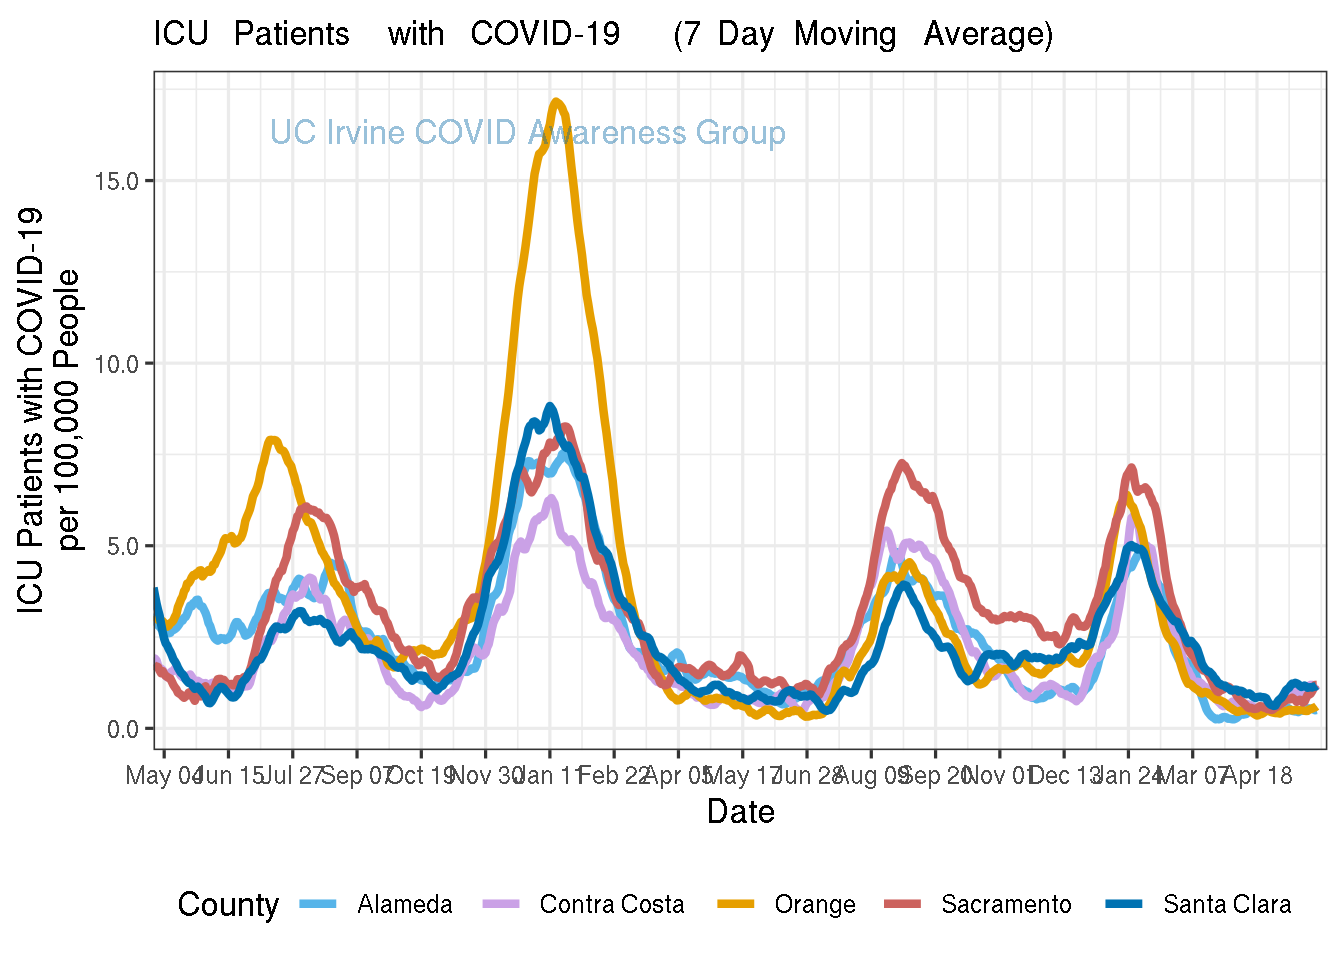 ICU Patients with COVID-19 (7 Day Moving Average)
UC Irvine COVID Awareness Group
ICU Patients with COVID-19
per 100,000 People
15.0
10.0
5.0
0.0
May 04 Jun 15 Jul 27 Sep 07 Oct 19 Nov 30 Jan 11 Feb 22 Apr 05 May 17 Jun 28 Aug 09 Sep 20 Nov 01 Dec 13 Jan 24 Mar 07 Apr 18
Date
County Alameda Contra Costa Orange Sacramento Santa Clara